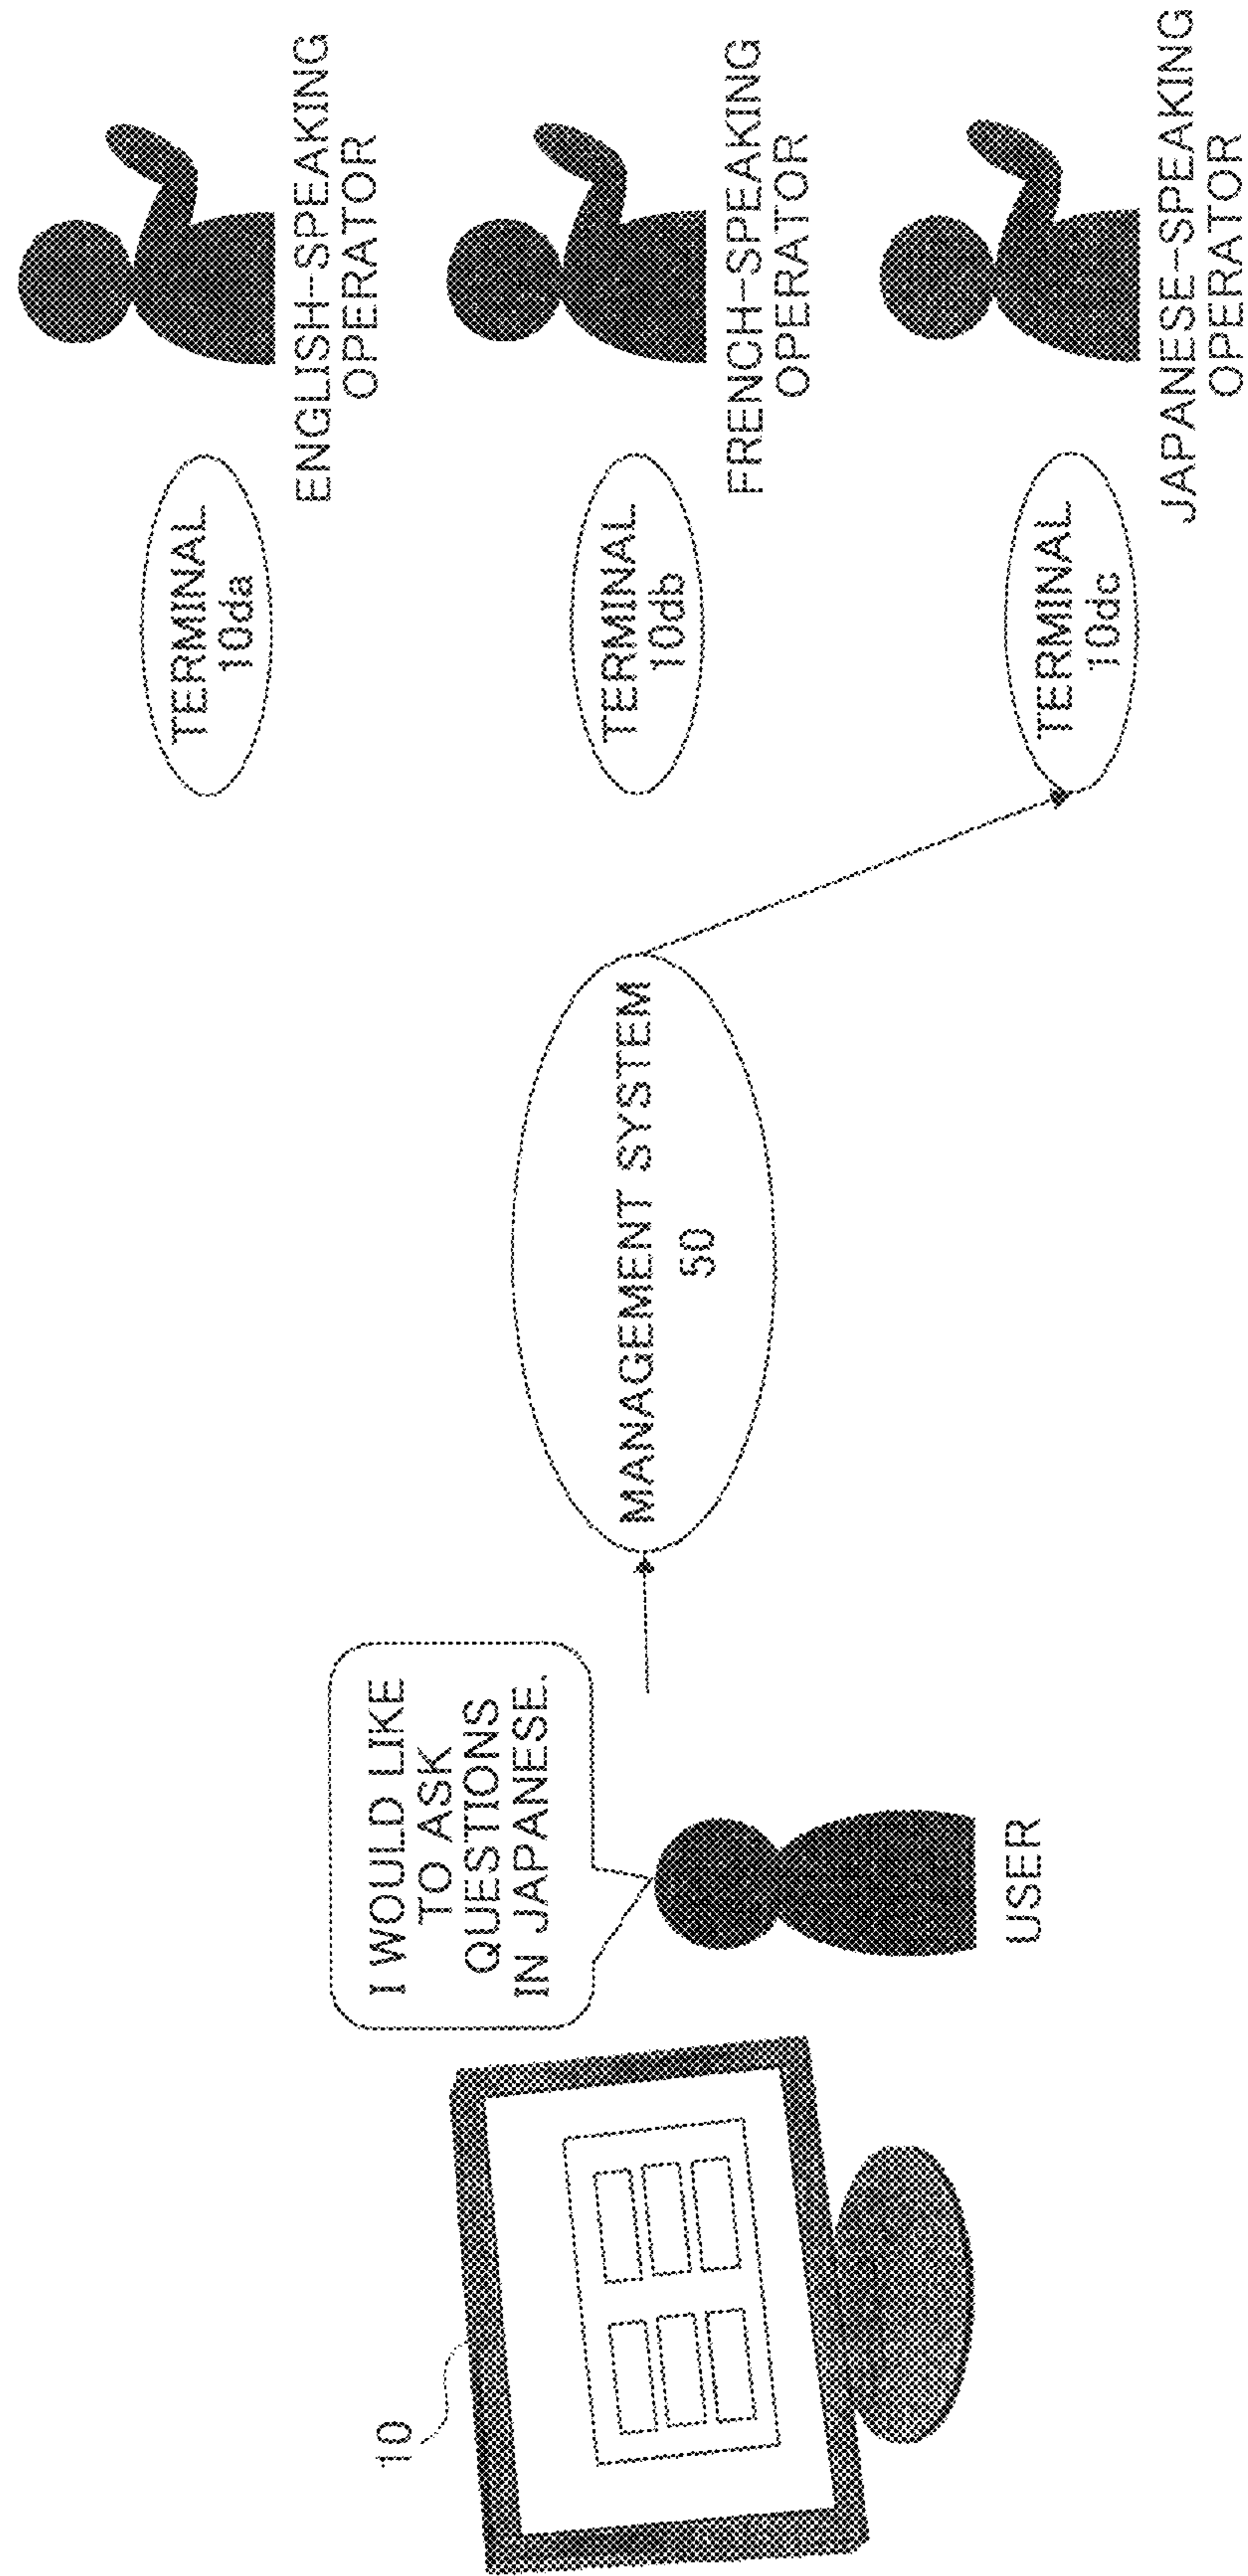 10
I WOULD LIKE
TO ASK
QUESTIONS
IN JAPANESE.
USER
MANAGEMENT SYSTEM
50
TERMINAL
10da
ENGLISH-SPEAKING
OPERATOR
TERMINAL
10db
FRENCH-SPEAKING
OPERATOR
TERMINAL
10dc
JAPANESE-SPEAKING
OPERATOR